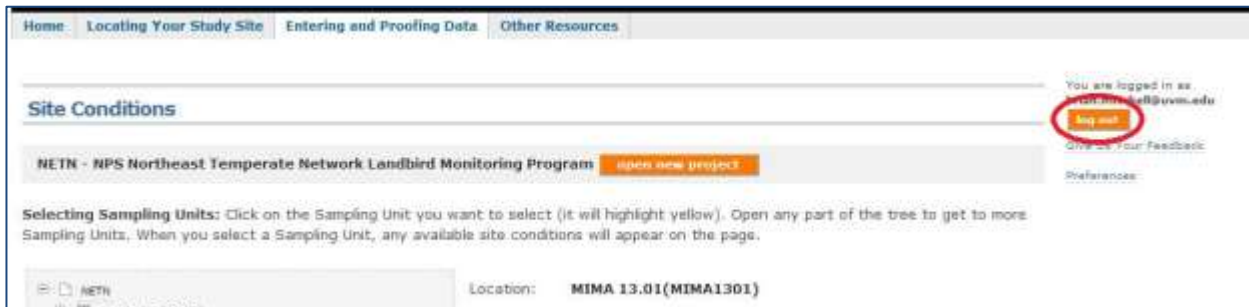 Home Locating Your Study Site Entering and Proofing Data Other Resources
You are logged in as
brian.mitchell@uvm.edu
Site Conditions
log out
Give Us Your Feedback
NETN - NPS Northeast Temperate Network Landbird Monitoring Program open new project
Preferences
Selecting Sampling Units: Click on the Sampling Unit you want to select (it will highlight yellow). Open any part of the tree to get to more
Sampling Units. When you select a Sampling Unit, any available site conditions will appear on the page.
NETN
Location: MIMA 13.01(MIMA1301)